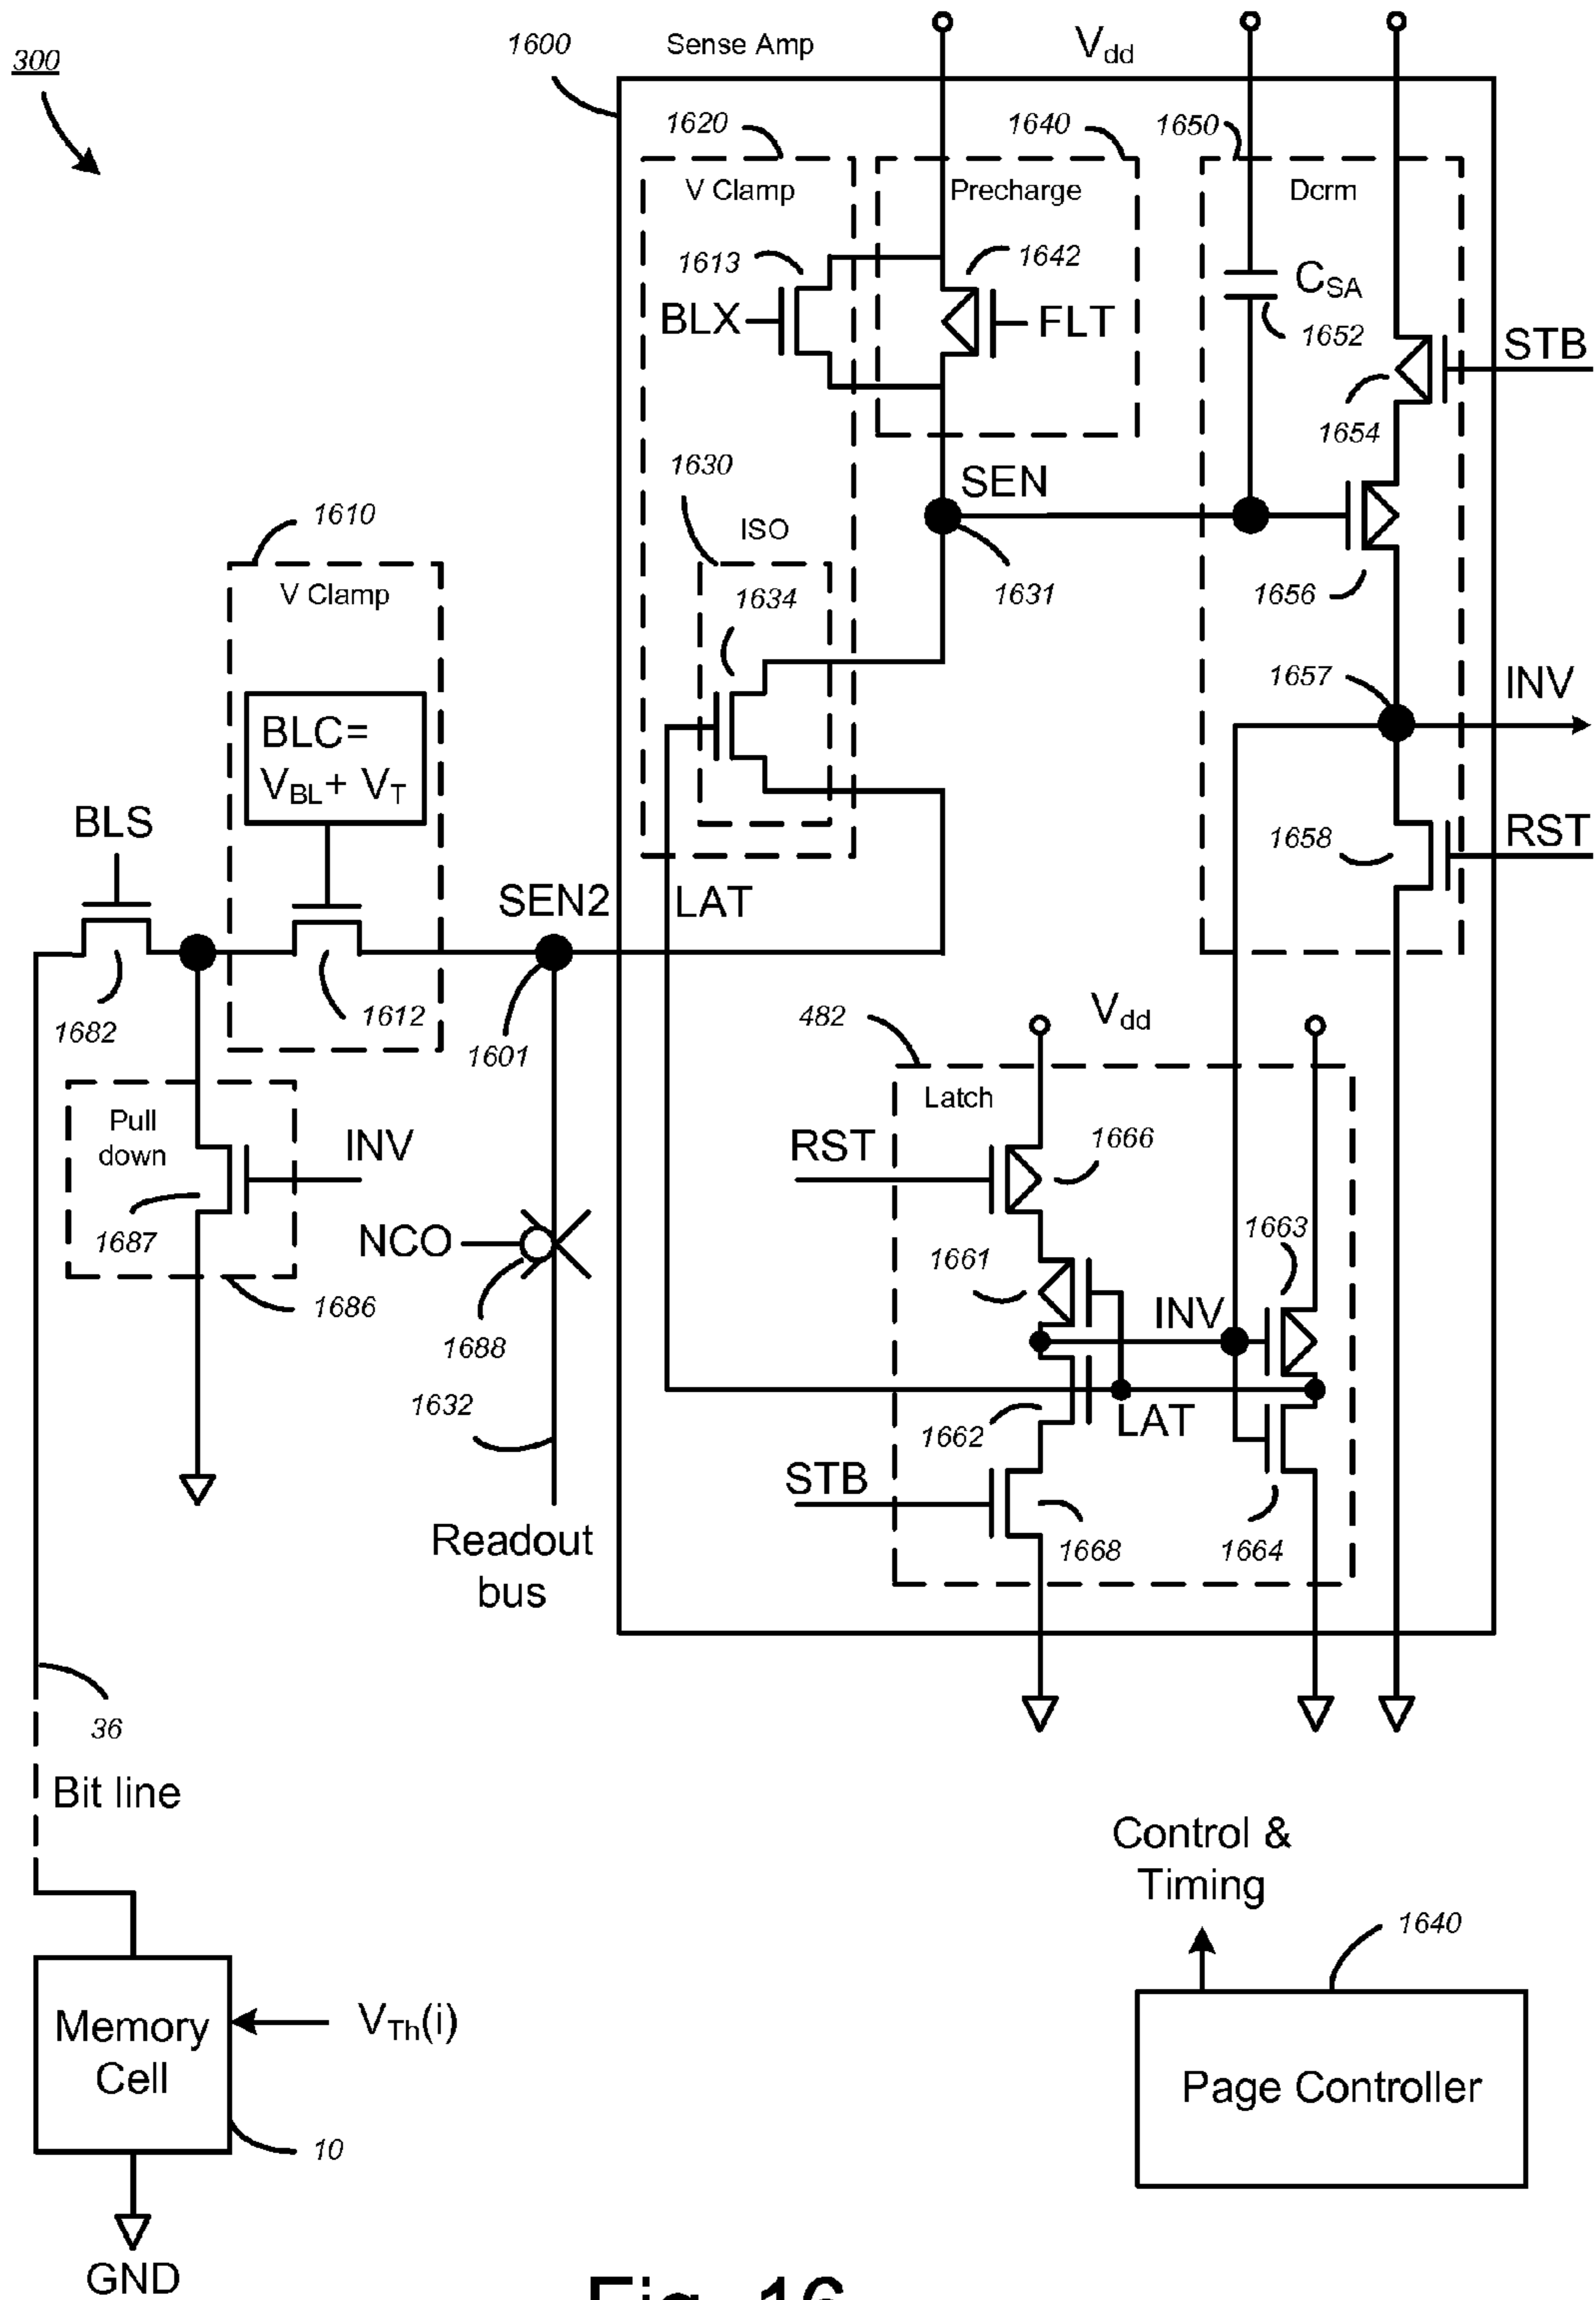 300
1600
Sense Amp
Vdd
1620
1640
1650
V Clamp
Precharge
Dcrm
1613
1642
BLX
FLT
CSA
1652
STB
1654
1630
SEN
ISO
1610
V Clamp
1634
1631
1656
1657
INV
BLC=
VBL+ VT
BLS
1658
RST
SEN2
LAT
1682
1612
1601
482
Vdd
Latch
Pull
down
INV
RST
1666
1687
NCO
1663
1661
INV
1686
1688
1632
1662
LAT
STB
Readout
bus
1668
1664
36
Bit line
Control &
Timing
1640
Memory
Cell
VTh(i)
Page Controller
10
GND
Fig. 16